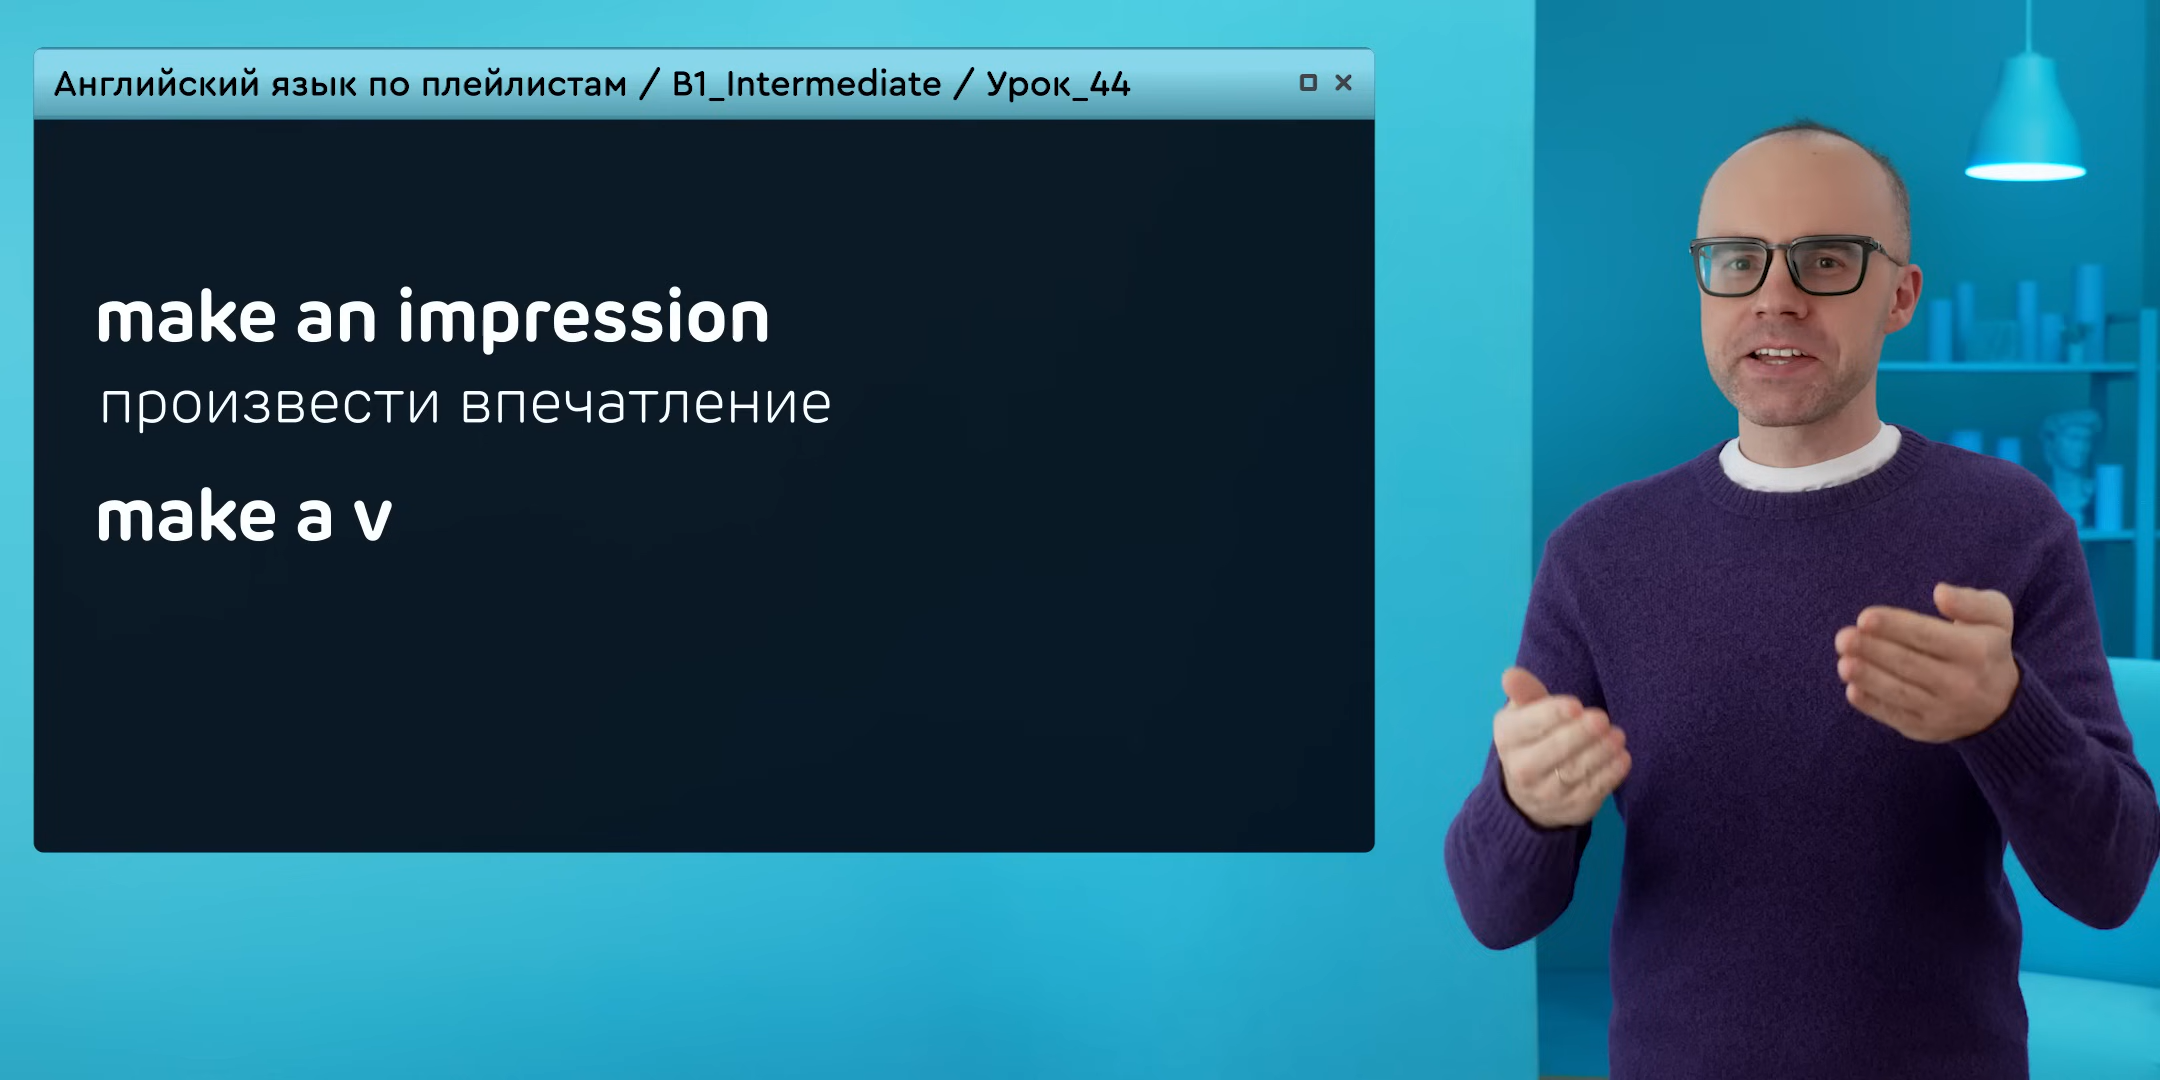 Английский язык по плейлистам / B1_Intermediate / Урок_44
make an impression
произвести впечатление
make a v